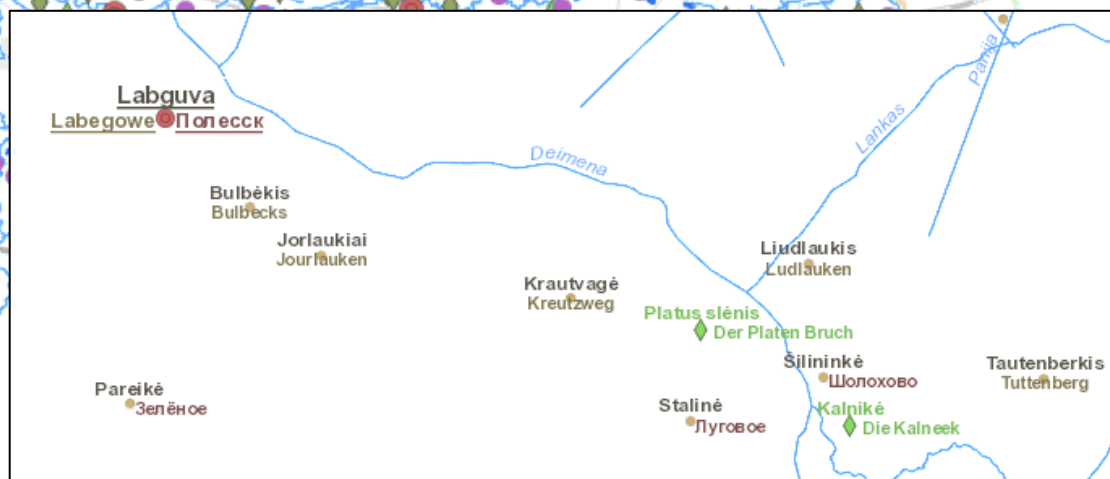 Parija
Labguva
Labegowe Полесск
Lankas
Deimena
Bulbėkis
Bulbecks
Jorlaukiai
Jourlauken
Liudlaukis
Ludlauken
Krautvagė
Kreutzweg
Platus slėnis
Der Platen Bruch
Šilininkė
Шолохово
Tautenberkis
Tuttenberg
Pareikė
Зелёное
Stalinė
Луговое
Kalnikė
Die Kalneek